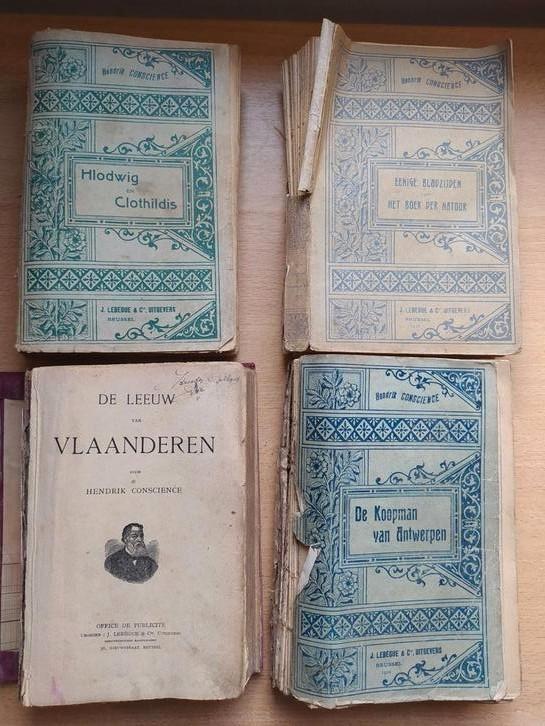 Hendrik CONSCIENCE
Hlodwig
EN
Clothildis
J. LEBÈGUE & Cie, UITGEVERS
BRUSSEL
Hendrik CONSCIENCE
EENIGE BLADZIJDEN
HET BOEK DER NATUUR
J. LEBÈGUE & Cie, UITGEVERS
BRUSSEL
DE LEEUW
VAN
VLAANDEREN
DOOR
HENDRIK CONSCIENCE
OFFICE DE PUBLICITÉ
J. LEBÈGUE & Cie, UITGEVERS
BRUSSEL
Hendrik CONSCIENCE
De Koopman
van Antwerpen
J. LEBÈGUE & Cie, UITGEVERS
BRUSSEL